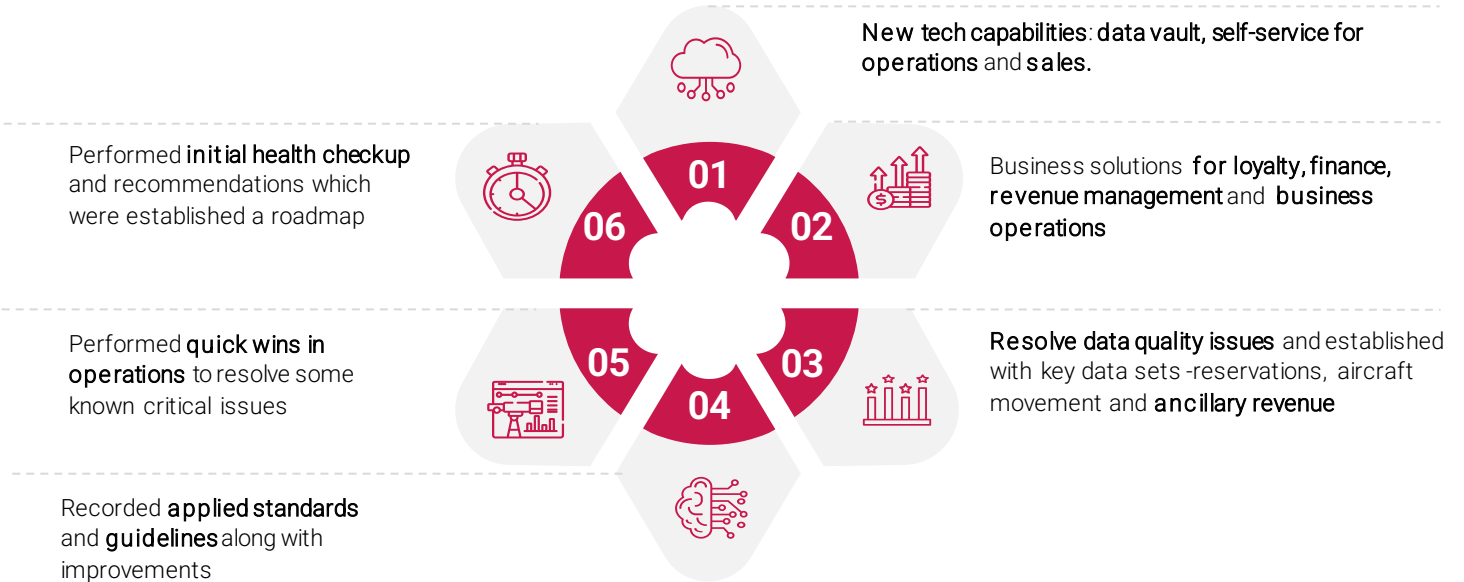 01
New tech capabilities: data vault, self-service for
operations and sales.
02
Business solutions for loyalty, finance,
revenue management and business
operations
03
Resolve data quality issues and established
with key data sets -reservations, aircraft
movement and ancillary revenue
04
Recorded applied standards
and guidelines along with
improvements
05
Performed quick wins in
operations to resolve some
known critical issues
06
Performed initial health checkup
and recommendations which
were established a roadmap